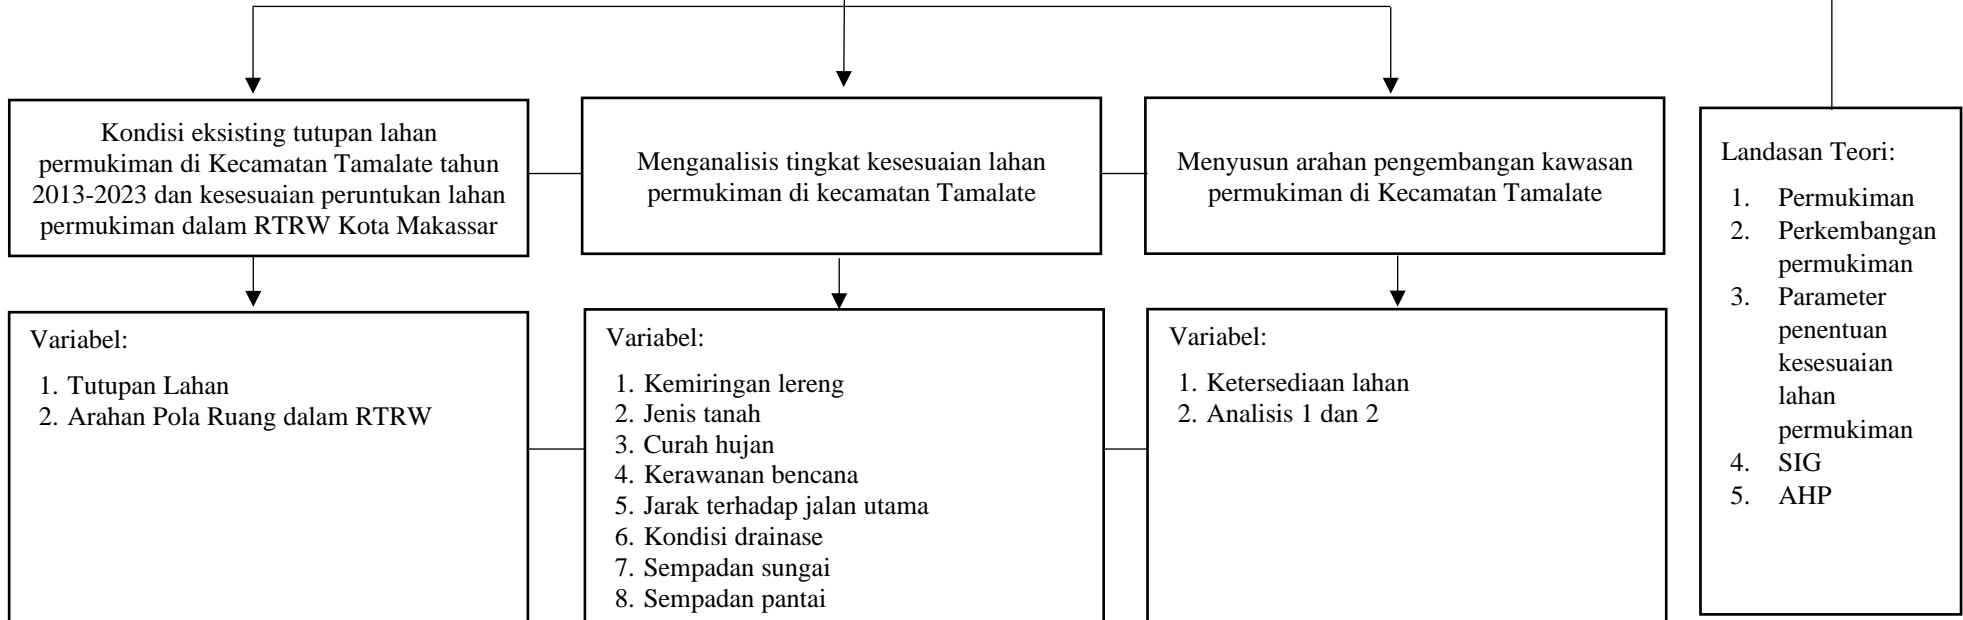 Kondisi eksisting tutupan lahan
permukiman di Kecamatan Tamalate tahun
2013-2023 dan kesesuaian peruntukan lahan
permukiman dalam RTRW Kota Makassar
Menganalisis tingkat kesesuaian lahan
permukiman di kecamatan Tamalate
Menyusun arahan pengembangan kawasan
permukiman di Kecamatan Tamalate
Landasan Teori:
1. Permukiman
2. Perkembangan
permukiman
3. Parameter
penentuan
kesesuaian
lahan
permukiman
4. SIG
5. AHP
Variabel:
1. Tutupan Lahan
2. Arahan Pola Ruang dalam RTRW
Variabel:
1. Kemiringan lereng
2. Jenis tanah
3. Curah hujan
4. Kerawanan bencana
5. Jarak terhadap jalan utama
6. Kondisi drainase
7. Sempadan sungai
8. Sempadan pantai
Variabel:
1. Ketersediaan lahan
2. Analisis 1 dan 2